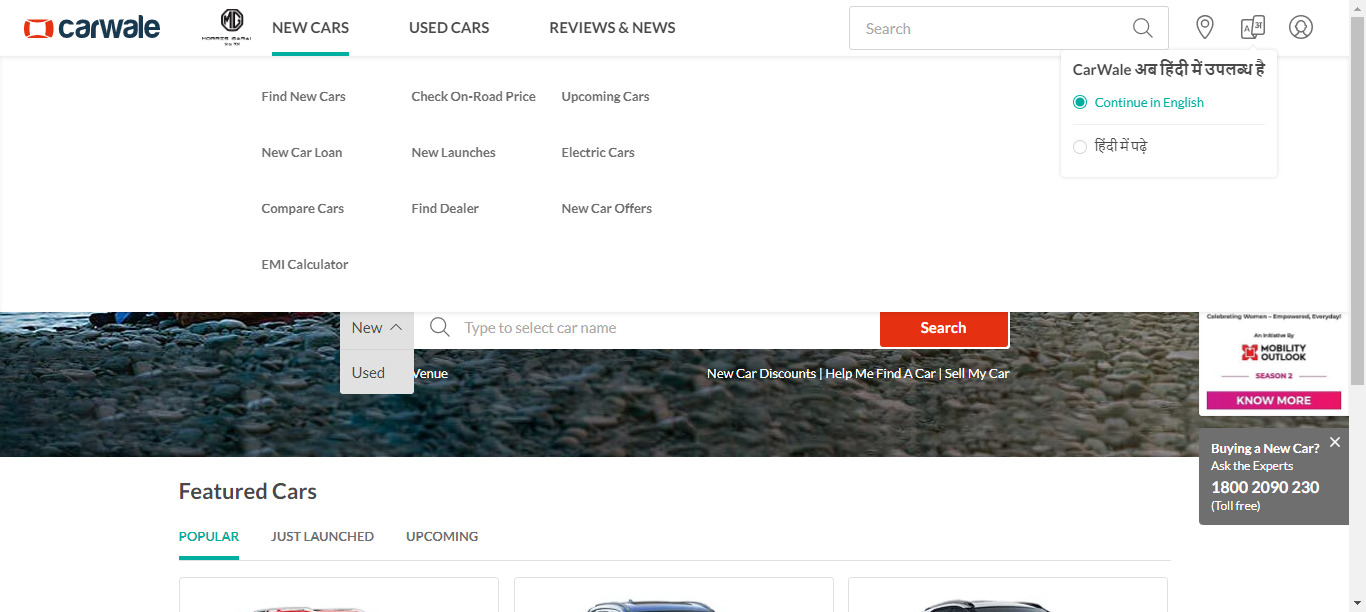 carwale
MG
NEW CARS
USED CARS
REVIEWS & NEWS
Search
CarWale अब हिंदी में उपलब्ध है
Continue in English
हिंदी में पढ़े
Find New Cars
Check On-Road Price
Upcoming Cars
New Car Loan
New Launches
Electric Cars
Compare Cars
Find Dealer
New Car Offers
EMI Calculator
New
Type to select car name
Search
Used
Venue
New Car Discounts | Help Me Find A Car | Sell My Car
Celebrating Women – Empowered, Everyday!
An Initiative By
MOBILITY
OUTLOOK
SEASON 2
KNOW MORE
Buying a New Car?
Ask the Experts
1800 2090 230
(Toll free)
Featured Cars
POPULAR
JUST LAUNCHED
UPCOMING